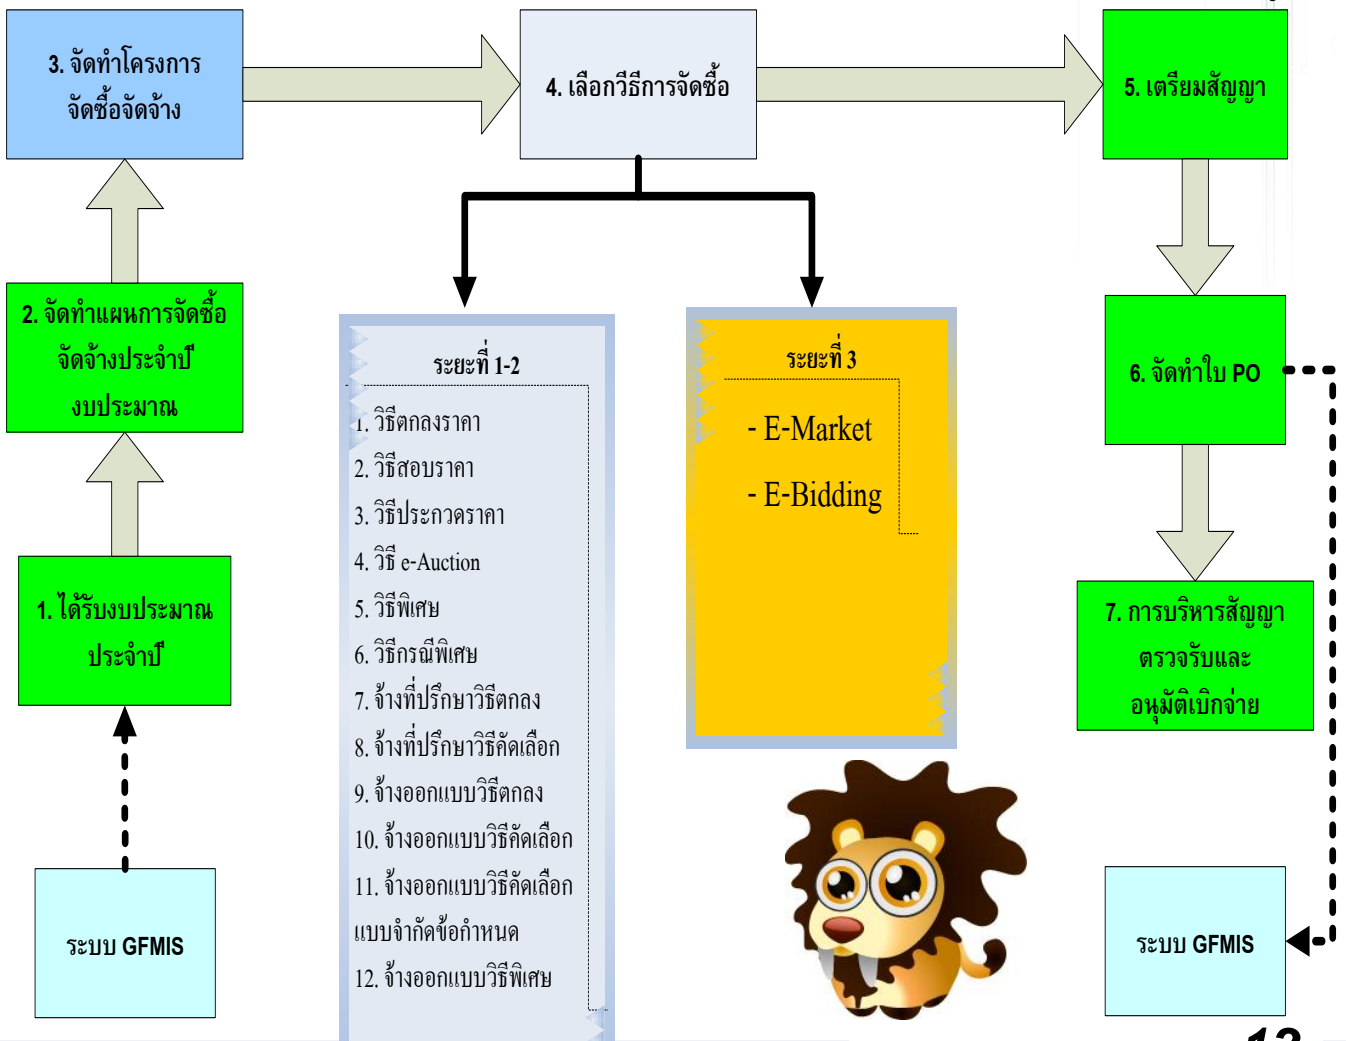 3. จัดทำโครงการ
จัดซื้อจัดจ้าง
4. เลือกวีธีการจัดซื้อ
5. เตรียมสัญญา
2. จัดทำแผนการจัดซื้อ
จัดจ้างประจำปี
งบประมาณ
6. จัดทำใบ PO
1. ได้รับงบประมาณ
ประจำปี
7. การบริหารสัญญา
ตรวจรับและ
อนุมัติเบิกจ่าย
ระบบ GFMIS
ระยะที่ 1-2
1. วิธีตกลงราคา
2. วิธีสอบราคา
3. วิธีประกวดราคา
4. วิธี e-Auction
5. วิธีพิเศษ
6. วิธีกรณีพิเศษ
7. จ้างที่ปรึกษาวิธีตกลง
8. จ้างที่ปรึกษาวิธีคัดเลือก
9. จ้างออกแบบวิธีตกลง
10. จ้างออกแบบวิธีคัดเลือก
11. จ้างออกแบบวิธีคัดเลือก
แบบจำกัดข้อกำหนด
12. จ้างออกแบบวิธีพิเศษ
ระยะที่ 3
- E-Market
- E-Bidding
ระบบ GFMIS